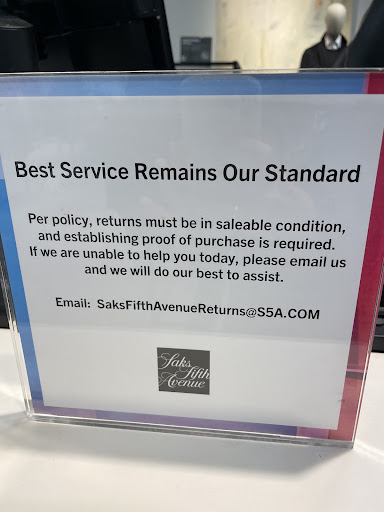 Best Service Remains Our Standard
Per policy, returns must be in saleable condition,
and establishing proof of purchase is required.
If we are unable to help you today, please email us
and we will do our best to assist.
Email: SaksFifthAvenueReturns@S5A.COM
Saks
Fifth
Avenue